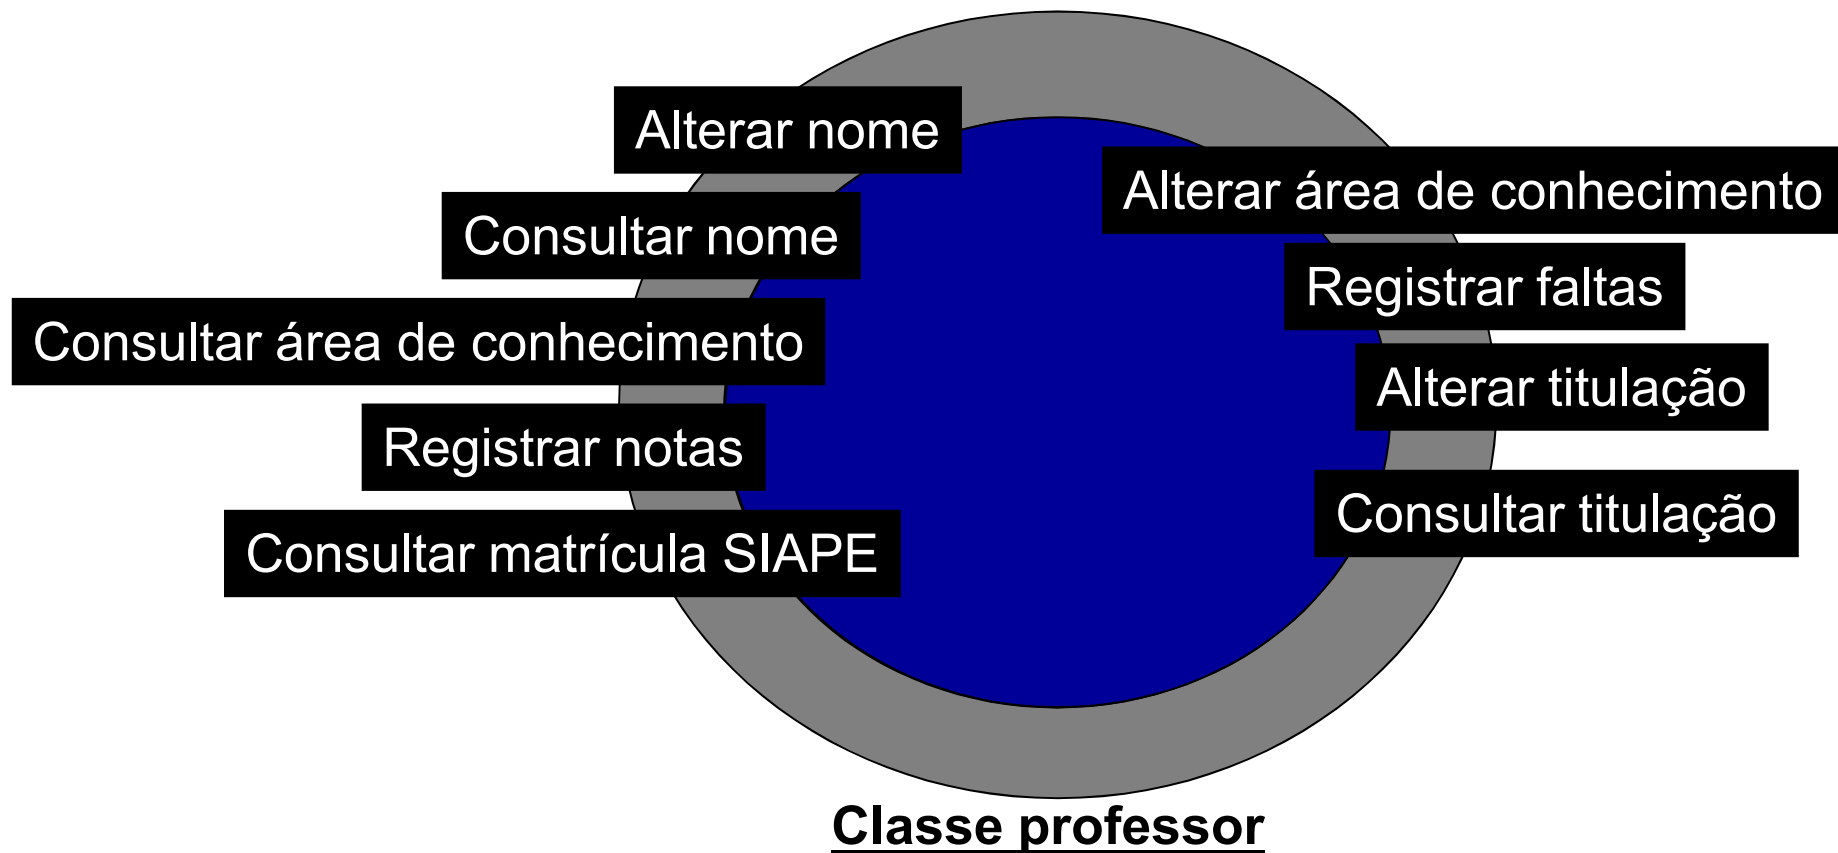 Alterar nome
Consultar nome
Consultar área de conhecimento
Registrar notas
Consultar matrícula SIAPE
Alterar área de conhecimento
Registrar faltas
Alterar titulação
Consultar titulação
Classe professor